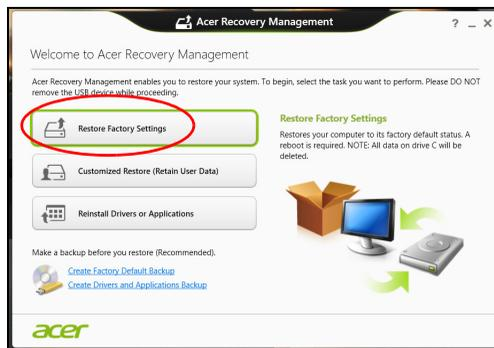 Acer Recovery Management
? _ X
Welcome to Acer Recovery Management
Acer Recovery Management enables you to restore your system. To begin, select the task you want to perform. Please DO NOT
remove the USB device while proceeding.
Restore Factory Settings
Customized Restore (Retain User Data)
Reinstall Drivers or Applications
Restore Factory Settings
Restores your computer to its factory default status. A
reboot is required. NOTE: All data on drive C will be
deleted.
Make a backup before you restore (Recommended).
Create Factory Default Backup
Create Drivers and Applications Backup
acer